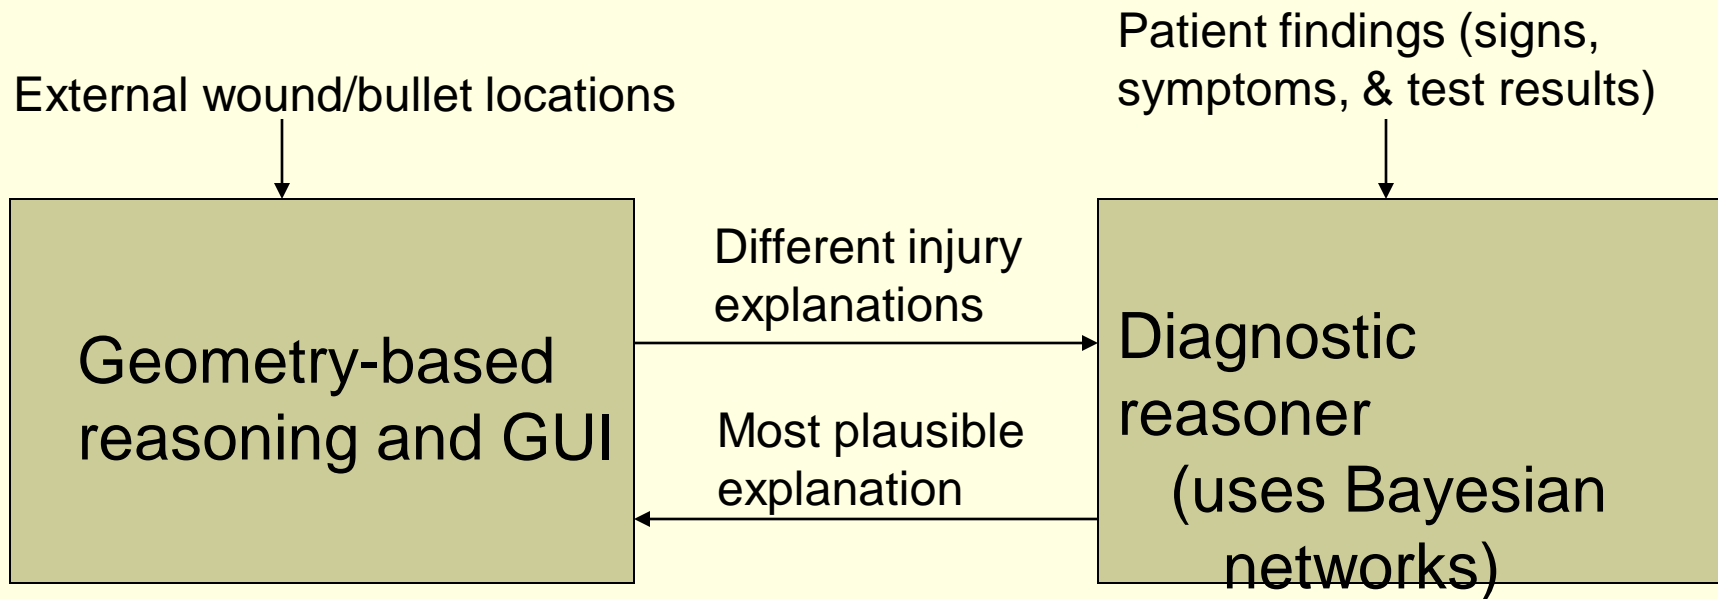 External wound/bullet locations
Patient findings (signs,
symptoms, & test results)
Geometry-based
reasoning and GUI
Different injury
explanations
Most plausible
explanation
Diagnostic
reasoner
(uses Bayesian
networks)